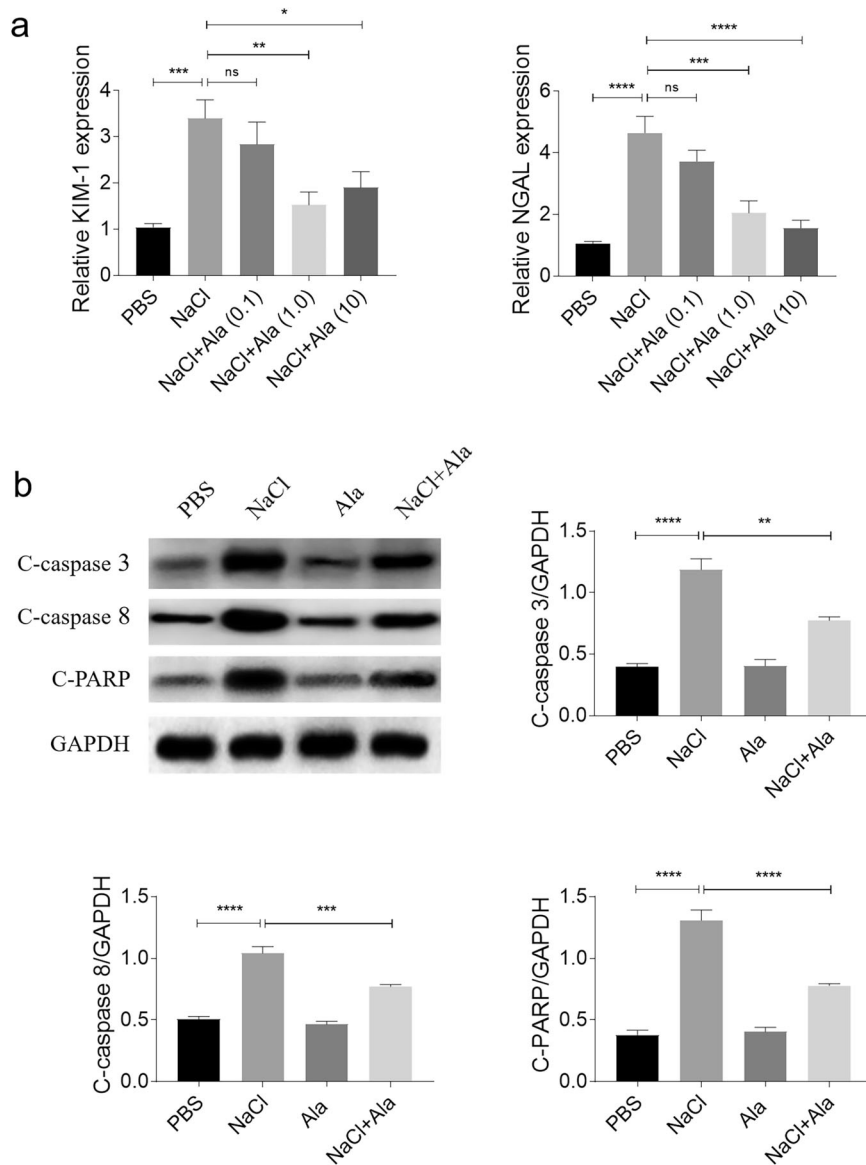 a
Relative KIM-1 expression
4
3
2
1
0
***
ns
**
*
PBS
NaCl
NaCl+Ala (0.1)
NaCl+Ala (1.0)
NaCl+Ala (10)
Relative NGAL expression
6
4
2
0
****
ns
***
****
PBS
NaCl
NaCl+Ala (0.1)
NaCl+Ala (1.0)
NaCl+Ala (10)
b
PBS
NaCl
Ala
NaCl+Ala
C-caspase 3
C-caspase 8
C-PARP
GAPDH
C-caspase 3/GAPDH
1.5
1.0
0.5
0.0
****
**
PBS
NaCl
Ala
NaCl+Ala
C-caspase 8/GAPDH
1.5
1.0
0.5
0.0
****
***
PBS
NaCl
Ala
NaCl+Ala
C-PARP/GAPDH
1.5
1.0
0.5
0.0
****
****
PBS
NaCl
Ala
NaCl+Ala